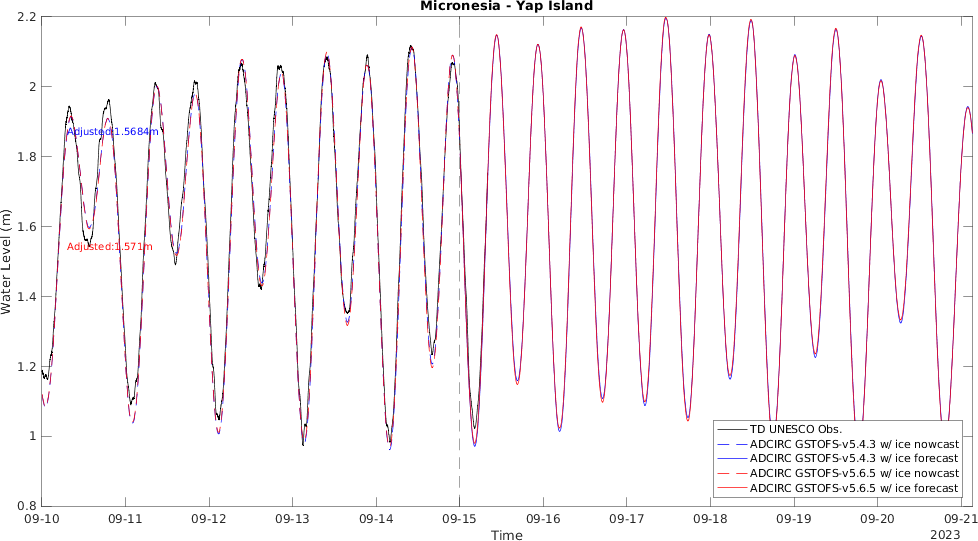 Micronesia - Yap Island
Water Level (m)
2.2
2
1.8
1.6
1.4
1.2
1
0.8
Adjusted:1.5684m
Adjusted:1.571m
TD UNESCO Obs.
ADCIRC GSTOFS-v5.4.3 w/ ice nowcast
ADCIRC GSTOFS-v5.4.3 w/ ice forecast
ADCIRC GSTOFS-v5.6.5 w/ ice nowcast
ADCIRC GSTOFS-v5.6.5 w/ ice forecast
09-10 09-11 09-12 09-13 09-14 09-15 09-16 09-17 09-18 09-19 09-20 09-21
Time
2023